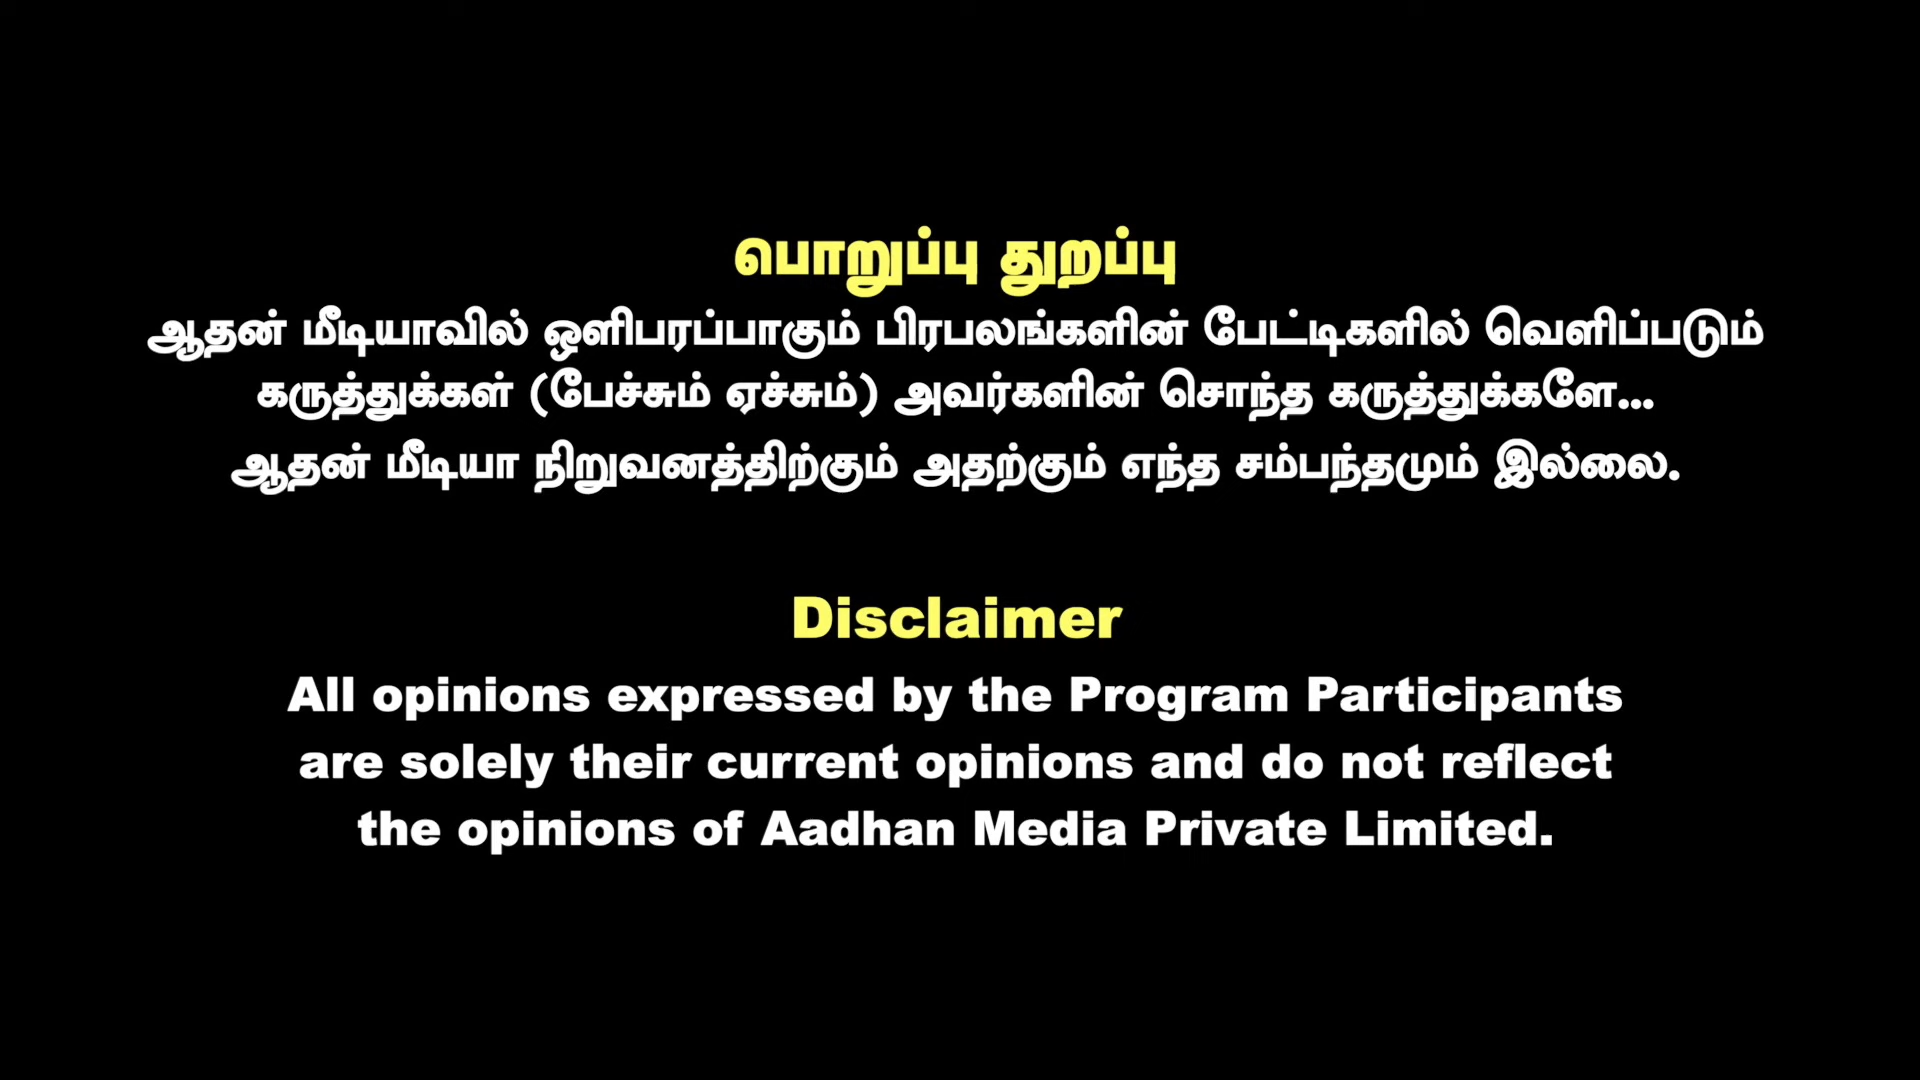 பொறுப்பு துறப்பு
ஆதன் மீடியாவில் ஒளிபரப்பாகும் பிரபலங்களின் பேட்டிகளில் வெளிப்படும்
கருத்துக்கள் (பேச்சும் ஏச்சும்) அவர்களின் சொந்த கருத்துக்களே...
ஆதன் மீடியா நிறுவனத்திற்கும் அதற்கும் எந்த சம்பந்தமும் இல்லை.
Disclaimer
All opinions expressed by the Program Participants
are solely their current opinions and do not reflect
the opinions of Aadhan Media Private Limited.